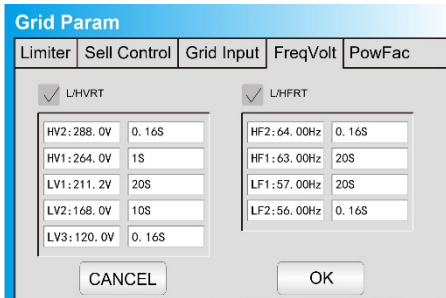 Grid Param
Limiter Sell Control Grid Input FreqVolt PowFac
L/HVRT L/HFRT
HV2:288.0V 0.16S HF2:64.00Hz 0.16S
HV1:264.0V 1S HF1:63.00Hz 20S
LV1:211.2V 20S LF1:57.00Hz 20S
LV2:168.0V 10S LF2:56.00Hz 0.16S
LV3:120.0V 0.16S
CANCEL OK